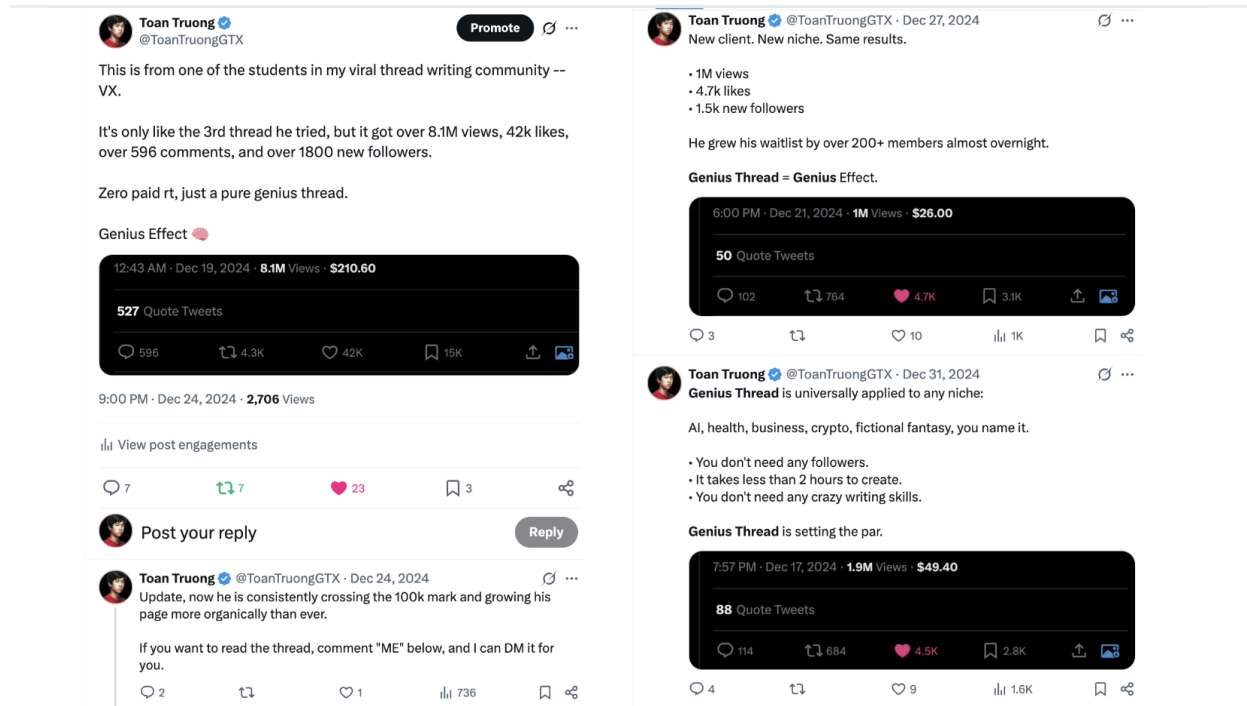 Toan Truong
@ToanTruongGTX
Promote
This is from one of the students in my viral thread writing community --
VX.
It's only like the 3rd thread he tried, but it got over 8.1M views, 42k likes,
over 596 comments, and over 1800 new followers.
Zero paid rt, just a pure genius thread.
Genius Effect 🧠
12:43 AM · Dec 19, 2024 · 8.1M Views · $210.60
527 Quote Tweets
596 4.3K 42K 15K
9:00 PM · Dec 24, 2024 · 2,706 Views
View post engagements
7 7 23 3
Post your reply
Reply
Toan Truong @ToanTruongGTX · Dec 24, 2024
Update, now he is consistently crossing the 100k mark and growing his
page more organically than ever.
If you want to read the thread, comment "ME" below, and I can DM it for
you.
2 1 736
Toan Truong @ToanTruongGTX · Dec 27, 2024
New client. New niche. Same results.
• 1M views
• 4.7k likes
• 1.5k new followers
He grew his waitlist by over 200+ members almost overnight.
Genius Thread = Genius Effect.
6:00 PM · Dec 21, 2024 · 1M Views · $26.00
50 Quote Tweets
102 764 4.7K 3.1K
3 10 1K
Toan Truong @ToanTruongGTX · Dec 31, 2024
Genius Thread is universally applied to any niche:
AI, health, business, crypto, fictional fantasy, you name it.
• You don't need any followers.
• It takes less than 2 hours to create.
• You don't need any crazy writing skills.
Genius Thread is setting the par.
7:57 PM · Dec 17, 2024 · 1.9M Views · $49.40
88 Quote Tweets
114 684 4.5K 2.8K
4 9 1.6K